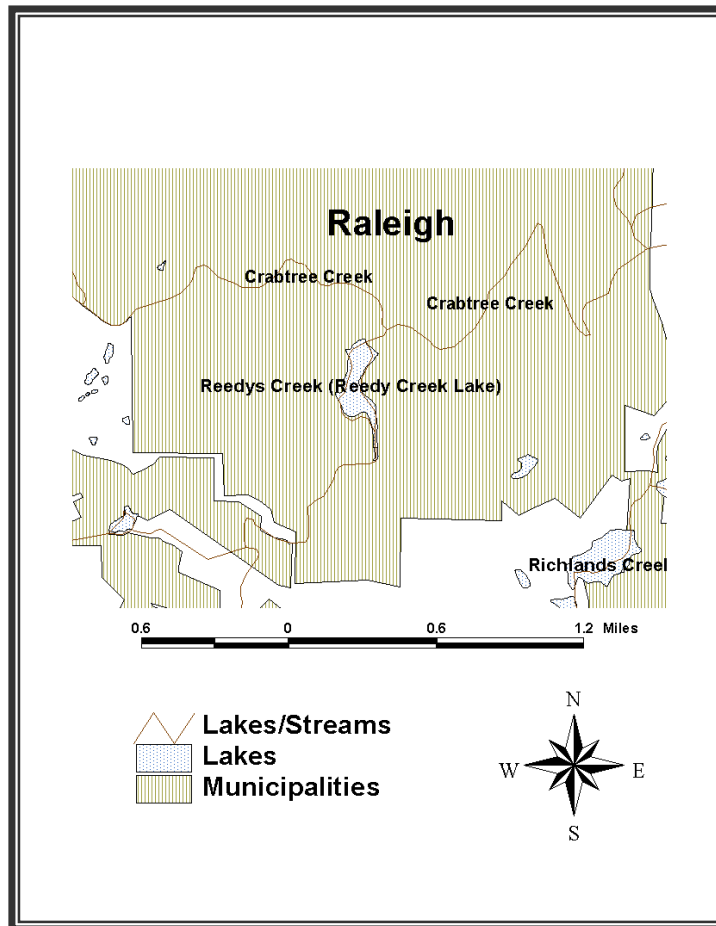 Raleigh
Crabtree Creek
Crabtree Creek
Reedys Creek (Reedy Creek Lake)
Richlands Creel
0.6 0 0.6 1.2 Miles
Lakes/Streams
Lakes
Municipalities
N
W E
S